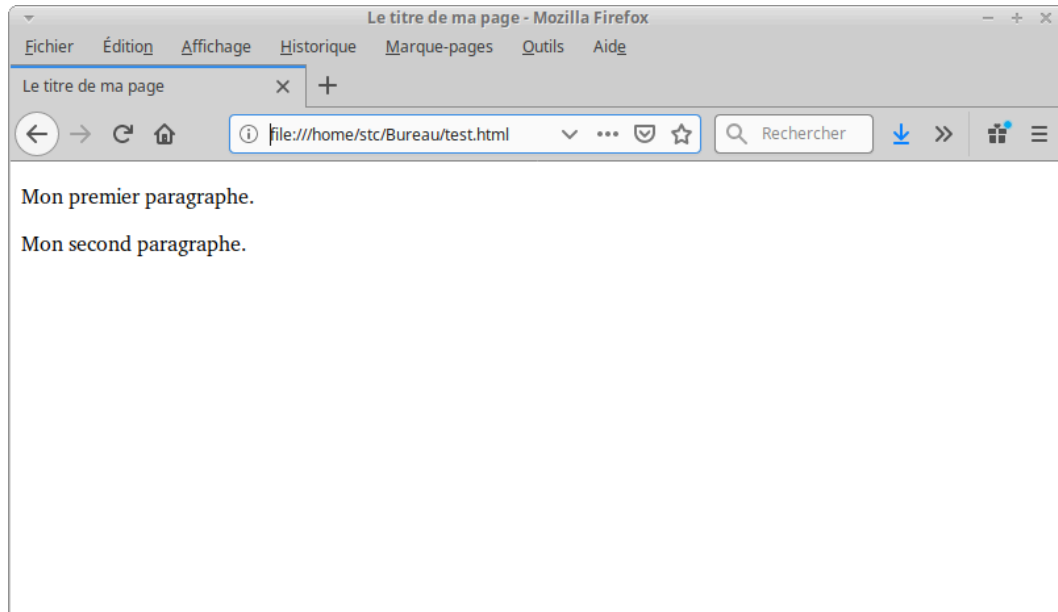 Le titre de ma page - Mozilla Firefox
Fichier Édition Affichage Historique Marque-pages Outils Aide
Le titre de ma page
file:///home/stc/Bureau/test.html Rechercher
Mon premier paragraphe.
Mon second paragraphe.